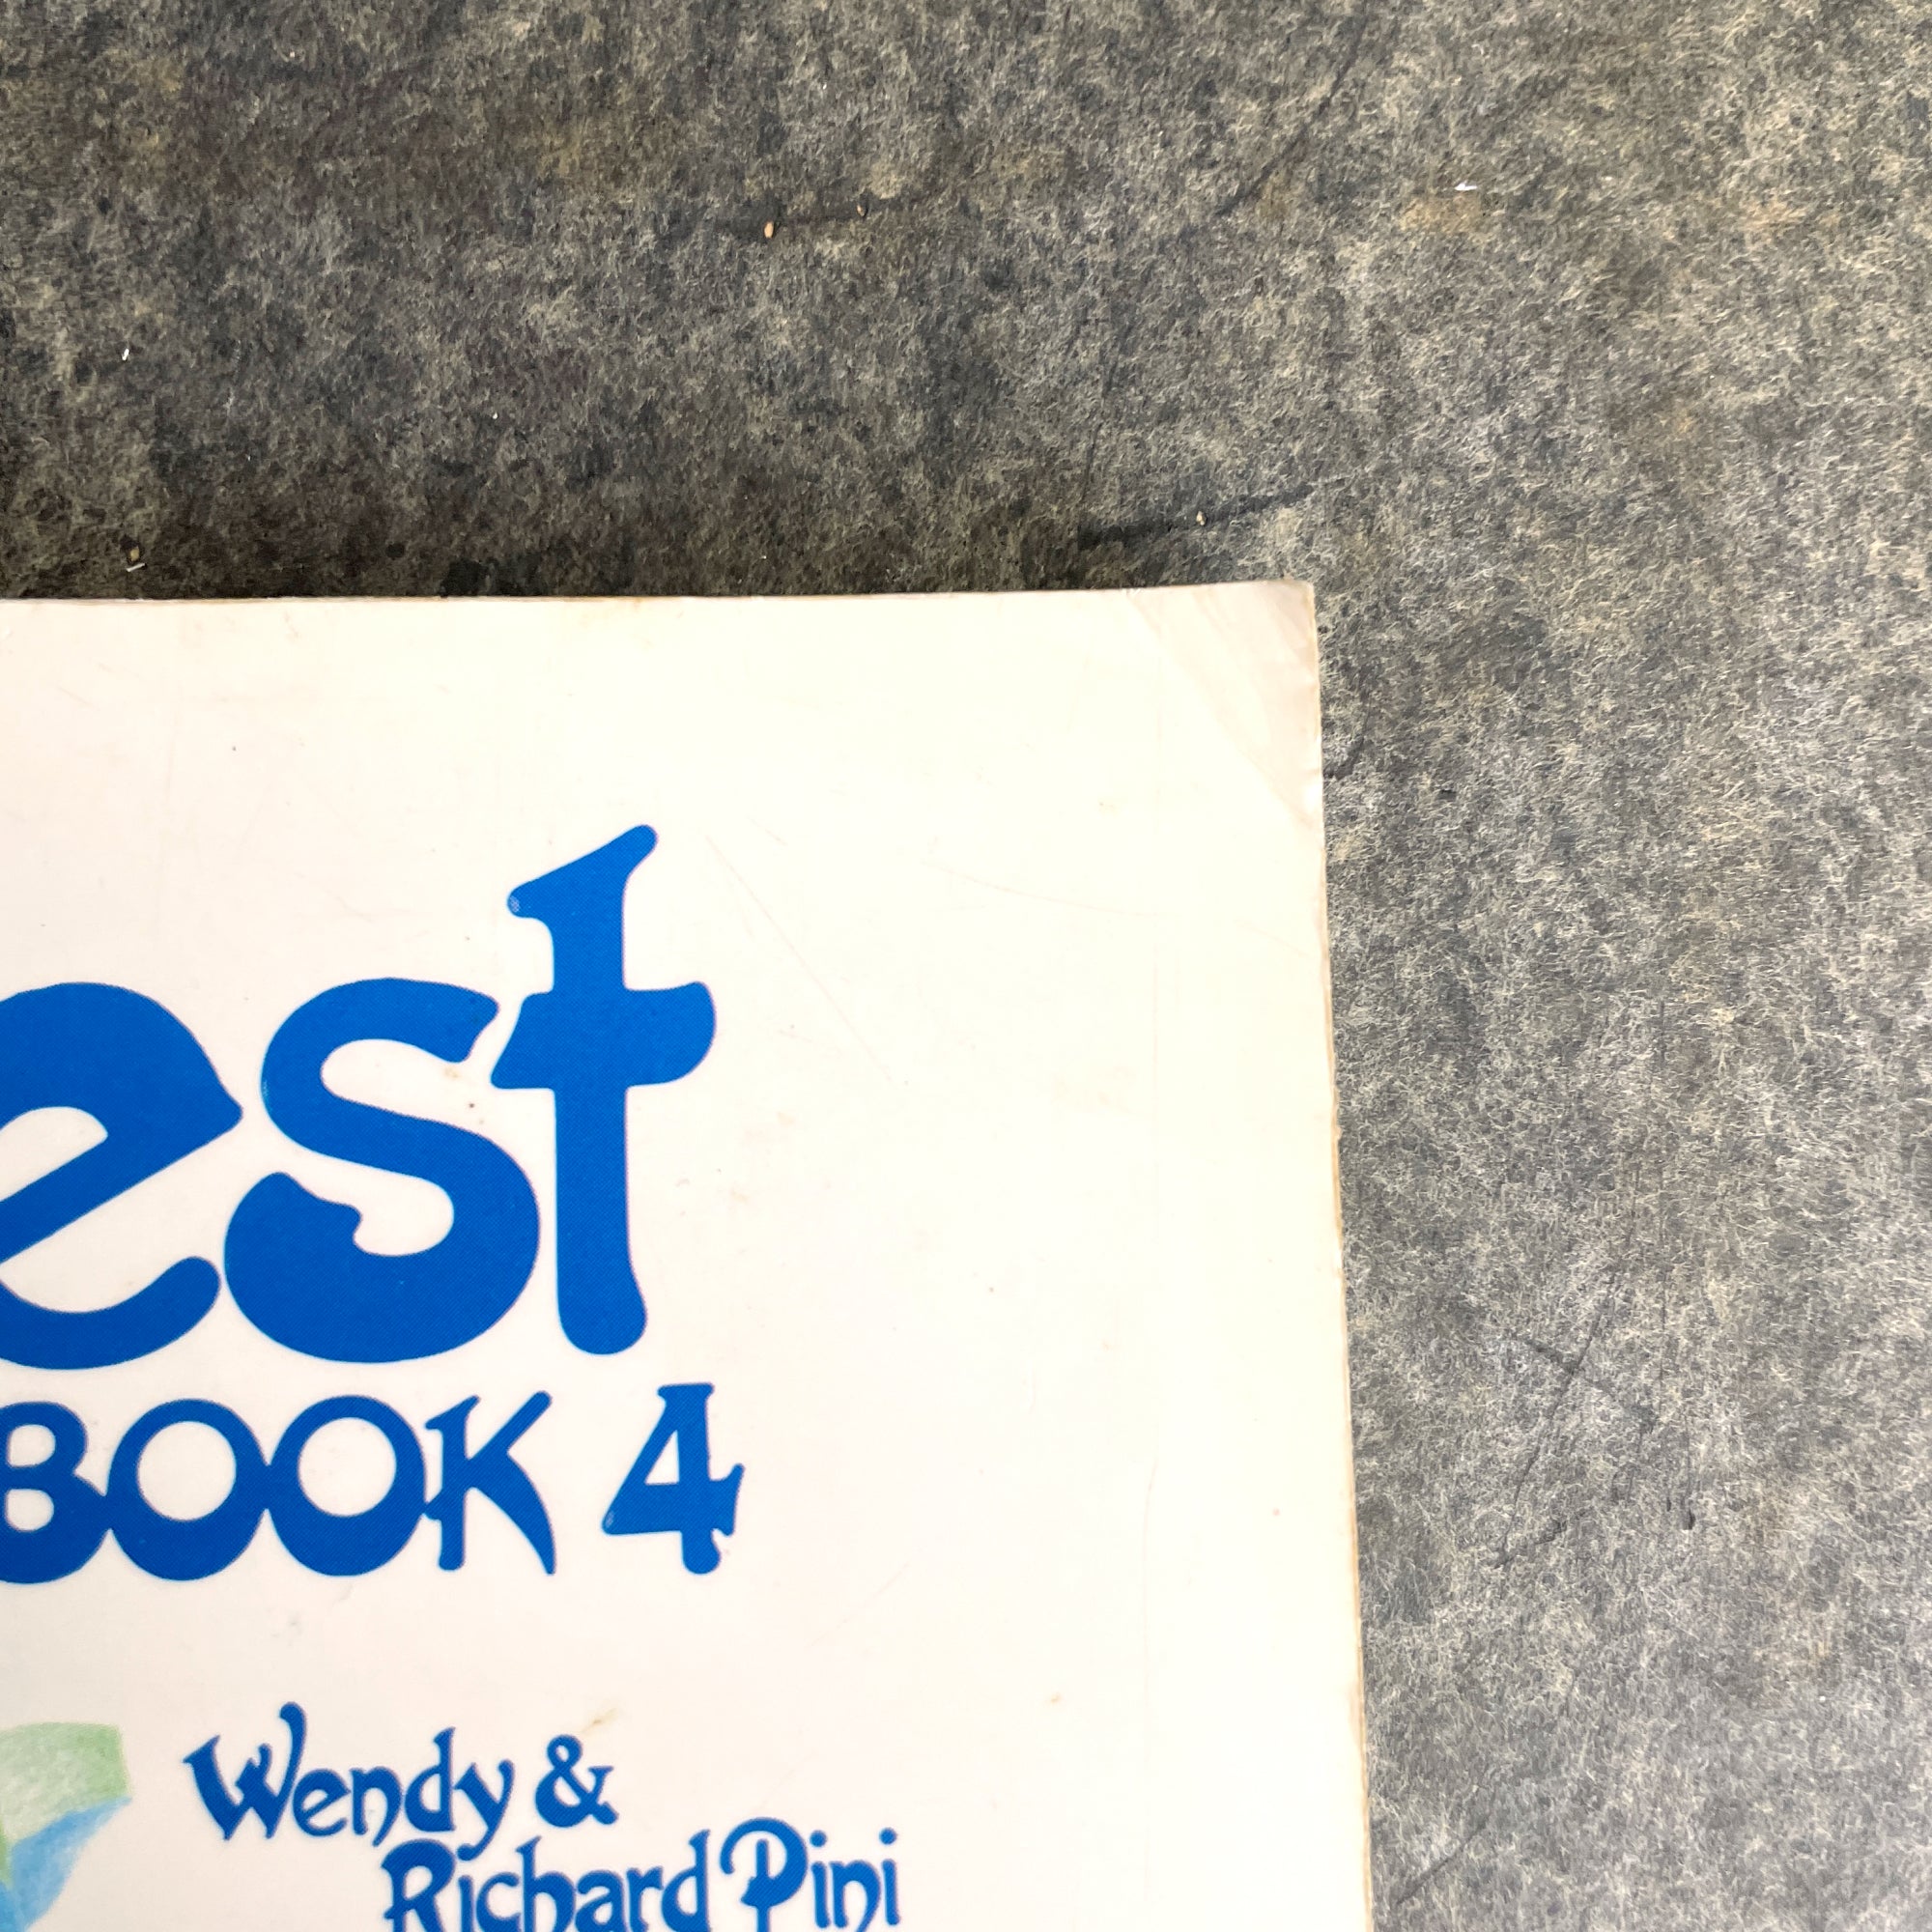 est
BOOK 4
Wendy &
Richard Pini